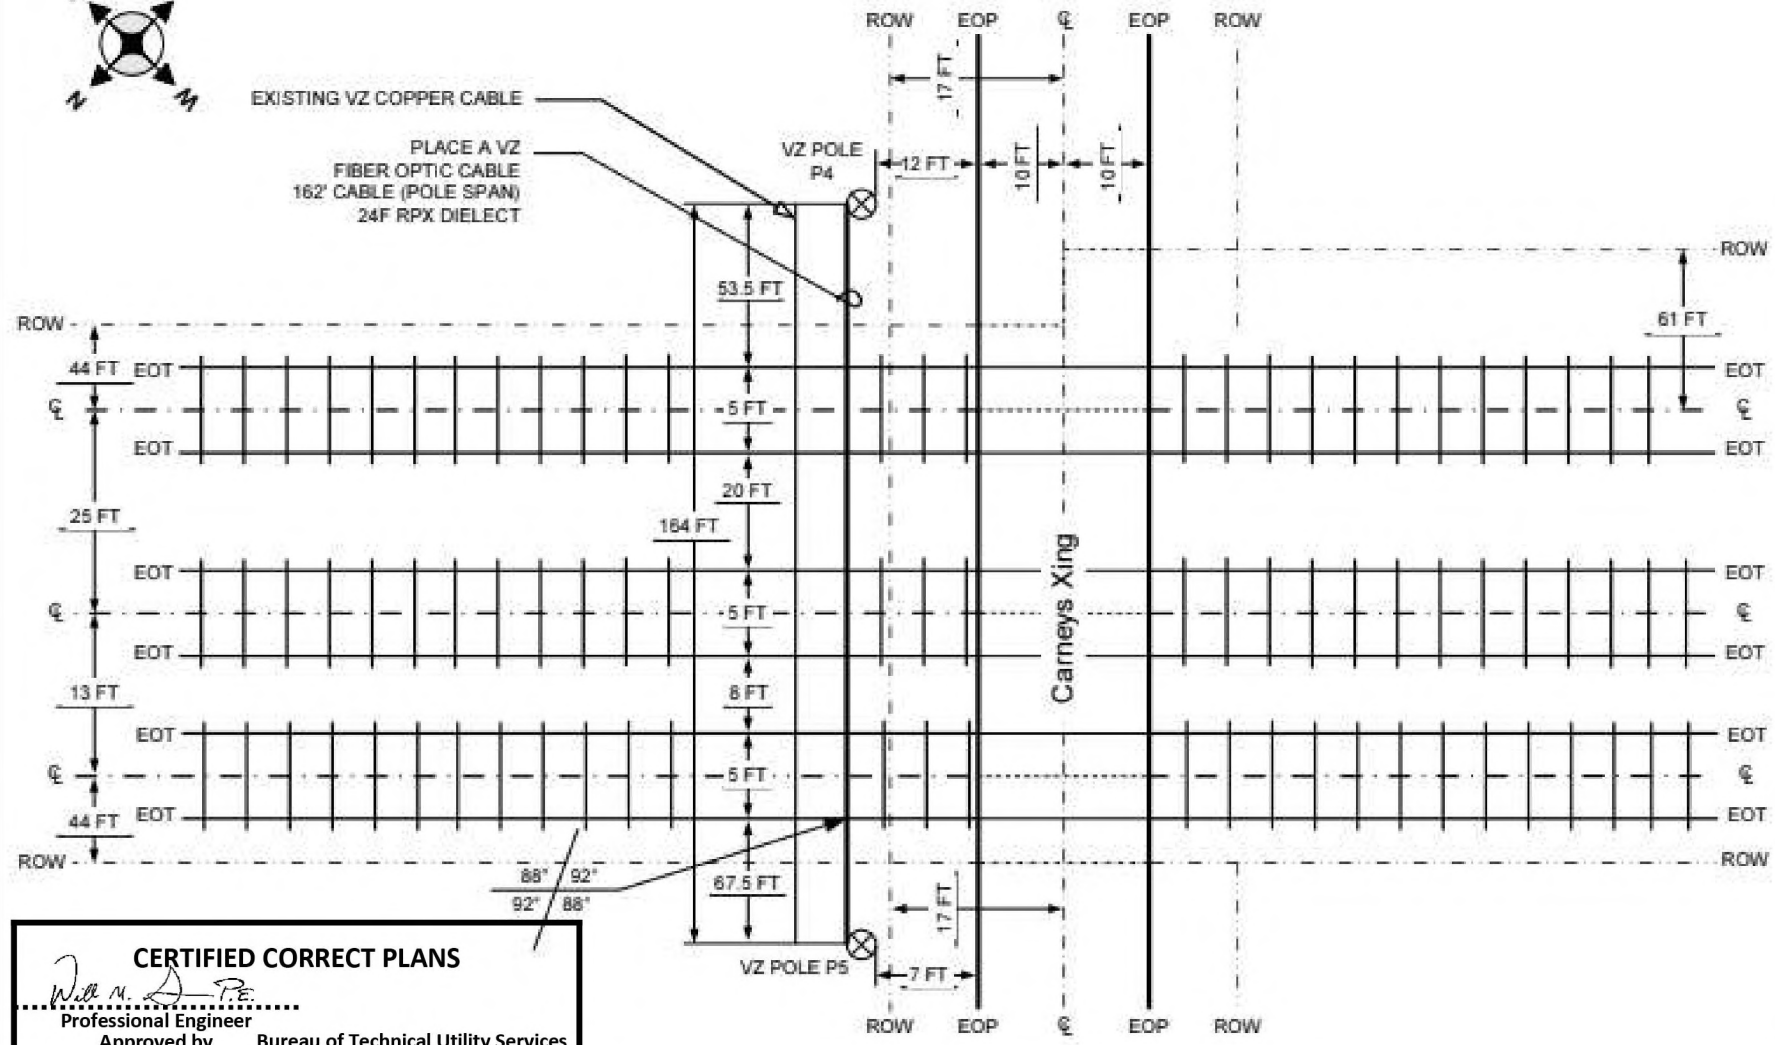 ROW EOP ℄ EOP ROW
N W
17 FT
EXISTING VZ COPPER CABLE
PLACE A VZ
FIBER OPTIC CABLE
162' CABLE (POLE SPAN)
24F RPX DIELECT
VZ POLE
P4
12 FT
10FT
10FT
ROW
53.5 FT
61 FT
ROW
44 FT
EOT
EOT
℄
5 FT
℄
EOT
EOT
20 FT
25 FT
164 FT
EOT
EOT
℄
5 FT
℄
Carneys Xing
EOT
EOT
13 FT
8 FT
EOT
EOT
℄
5 FT
℄
44 FT
EOT
EOT
ROW
ROW
88° 92°
92° 88°
67.5 FT
17 FT
VZ POLE P5
7 FT
ROW EOP ℄ EOP ROW
CERTIFIED CORRECT PLANS
Will M. P.E.
Professional Engineer
Approved by Bureau of Technical Utility Services